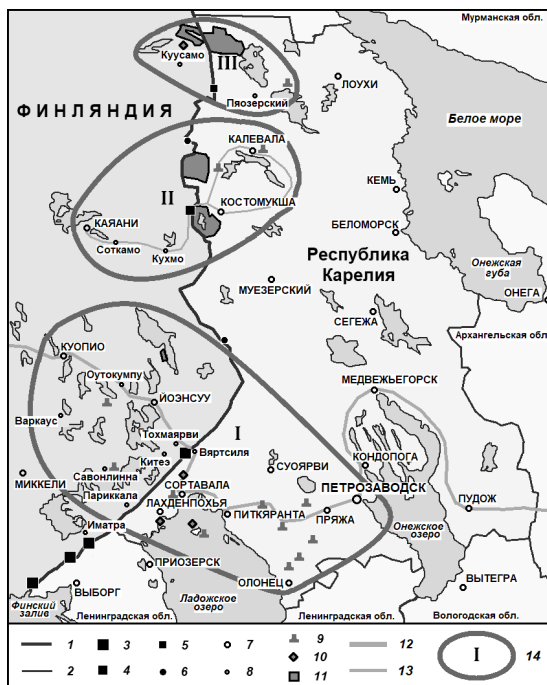 Мурманская обл.
Куусамо
III
ЛОУХИ
Пяозерский
ФИНЛЯНДИЯ
Белое море
КАЛЕВАЛА
КЕМЬ
II
КОСТОМУКША
КАЯАНИ
БЕЛОМОРСК
Соткамо
Кухмо
Республика
Карелия
Онежская
губа
МУЕЗЕРСКИЙ
ОНЕГА
СЕГЕЖА
Архангельская обл.
КУОПИО
Оутокумпу
МЕДВЕЖЬЕГОРСК
ЙОЭНСУУ
Варкаус
I
Тохмаярви
Вяртсиля
Китеэ
КОНДОПОГА
СУОЯРВИ
Савонлинна
МИККЕЛИ
СОРТАВАЛА
ПЕТРОЗАВОДСК
Париккала
ЛАХДЕНПОХЬЯ
ПИТКЯРАНТА
ПРЯЖА
ПУДОЖ
Иматра
Онежское
озеро
ПРИОЗЕРСК
ОЛОНЕЦ
ВЫТЕГРА
ВЫБОРГ
Ладожское
озеро
Финский
залив
Ленинградская обл.
Ленинградская обл.
Вологодская обл.
1 3 5 7 9 12 I 14
10
2 4 6 8 11 13